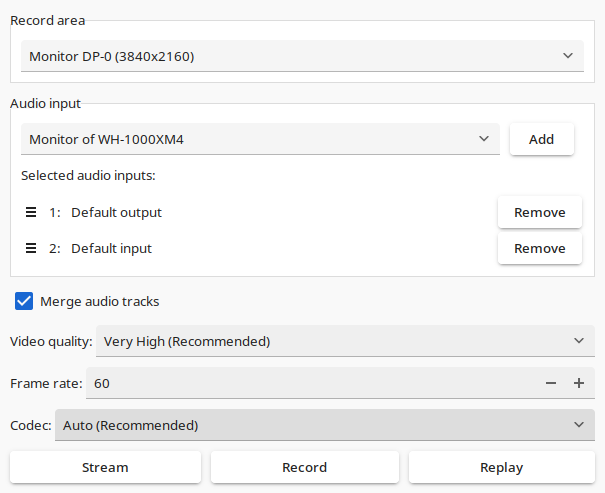 Record area
Monitor DP-0 (3840x2160)
Audio input
Monitor of WH-1000XM4
Add
Selected audio inputs:
1: Default output Remove
2: Default input Remove
Merge audio tracks
Video quality: Very High (Recommended)
Frame rate: 60
Codec: Auto (Recommended)
Stream Record Replay